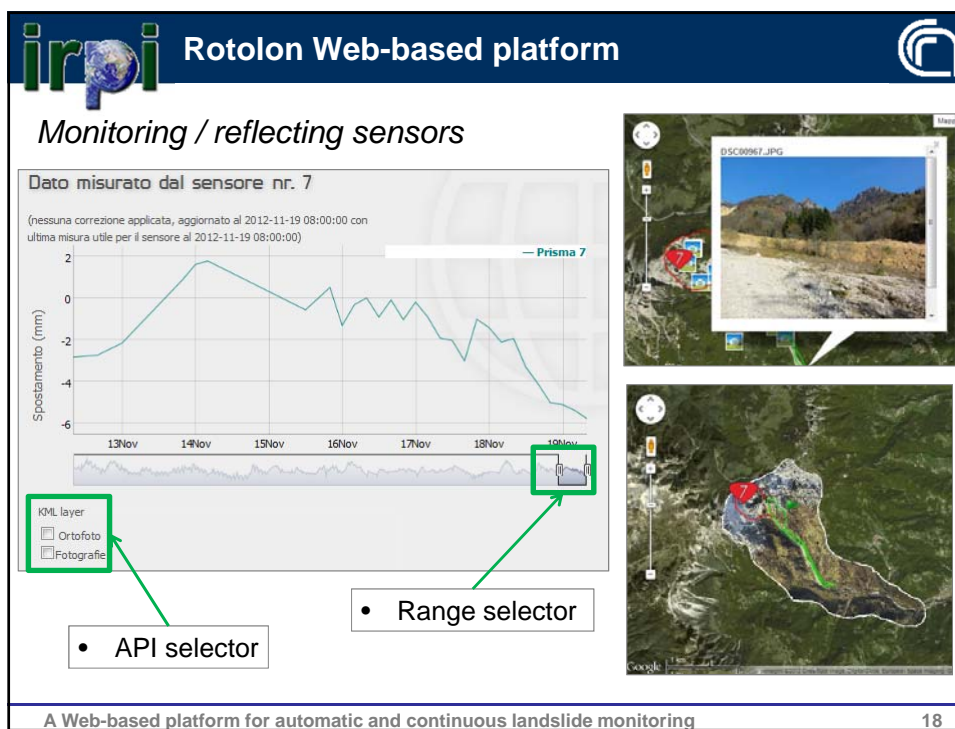 irpi
Rotolon Web-based platform
Monitoring / reflecting sensors
Dato misurato dal sensore nr. 7
(nessuna correzione applicata, aggiornato al 2012-11-19 08:00:00 con
ultima misura utile per il sensore al 2012-11-19 08:00:00)
— Prisma 7
Spostamento (mm)
2
0
-2
-4
-6
13Nov 14Nov 15Nov 16Nov 17Nov 18Nov 19Nov
KML layer
Ortofoto
Fotografie
• API selector
• Range selector
DSC00967.JPG
7
7
Google
A Web-based platform for automatic and continuous landslide monitoring 18